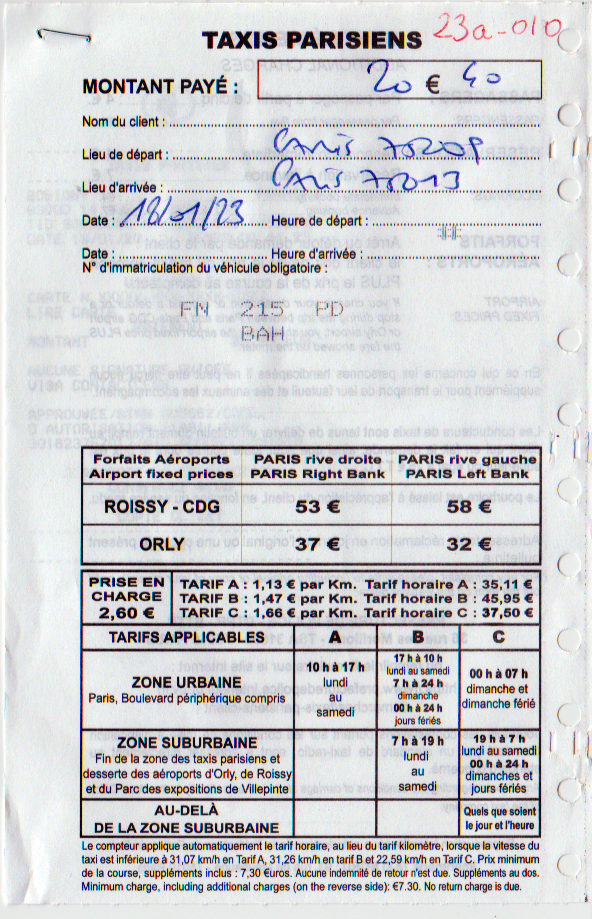 23a-010
TAXIS PARISIENS
MONTANT PAYÉ : 20 € 40
Nom du client :
Lieu de départ : Paris 75009
Lieu d'arrivée : Paris 75013
Date : 18/01/23 Heure de départ :
Date : Heure d'arrivée :
N° d'immatriculation du véhicule obligatoire :
FN 215 PD
BAH
Forfaits Aéroports PARIS rive droite PARIS rive gauche
Airport fixed prices PARIS Right Bank PARIS Left Bank
ROISSY - CDG 53 € 58 €
ORLY 37 € 32 €
PRISE EN CHARGE 2,60 €
TARIF A : 1,13 € par Km. Tarif horaire A : 35,11 €
TARIF B : 1,47 € par Km. Tarif horaire B : 45,95 €
TARIF C : 1,66 € par Km. Tarif horaire C : 37,50 €
TARIFS APPLICABLES A B C
ZONE URBAINE
Paris, Boulevard périphérique compris
10 h à 17 h
lundi
au
samedi
17 h à 10 h
lundi au samedi
7 h à 24 h
dimanche
00 h à 24 h
jours fériés
00 h à 07 h
dimanche et
dimanche férié
ZONE SUBURBAINE
Fin de la zone des taxis parisiens et
desserte des aéroports d'Orly, de Roissy
et du Parc des expositions de Villepinte
7 h à 19 h
lundi
au
samedi
19 h à 7 h
lundi au samedi
00 h à 24 h
dimanches et
jours fériés
AU-DELÀ
DE LA ZONE SUBURBAINE
Quels que soient
le jour et l'heure
Le compteur applique automatiquement le tarif horaire, au lieu du tarif kilomètre, lorsque la vitesse du
taxi est inférieure à 31,07 km/h en Tarif A, 31,26 km/h en tarif B et 22,59 km/h en Tarif C. Prix minimum
de la course, suppléments inclus : 7,30 €uros. Aucune indemnité de retour n'est due. Suppléments au dos.
Minimum charge, including additional charges (on the reverse side): €7.30. No return charge is due.